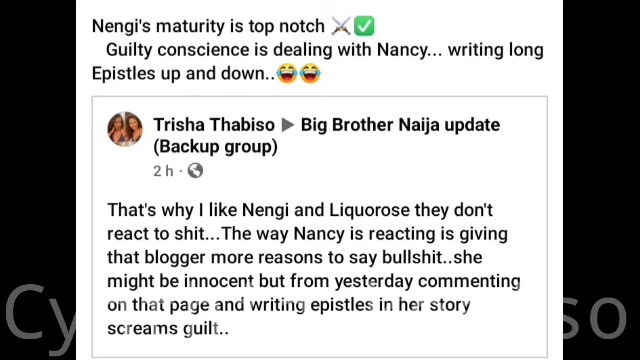 Nengi's maturity is top notch ⚔️✅
Guilty conscience is dealing with Nancy... writing long
Epistles up and down..😂😂
Trisha Thabiso ▶ Big Brother Naija update
(Backup group)
2 h ·
That's why I like Nengi and Liquorose they don't
react to shit...The way Nancy is reacting is giving
that blogger more reasons to say bullshit..she
might be innocent but from yesterday commenting
on that page and writing epistles in her story
screams guilt..